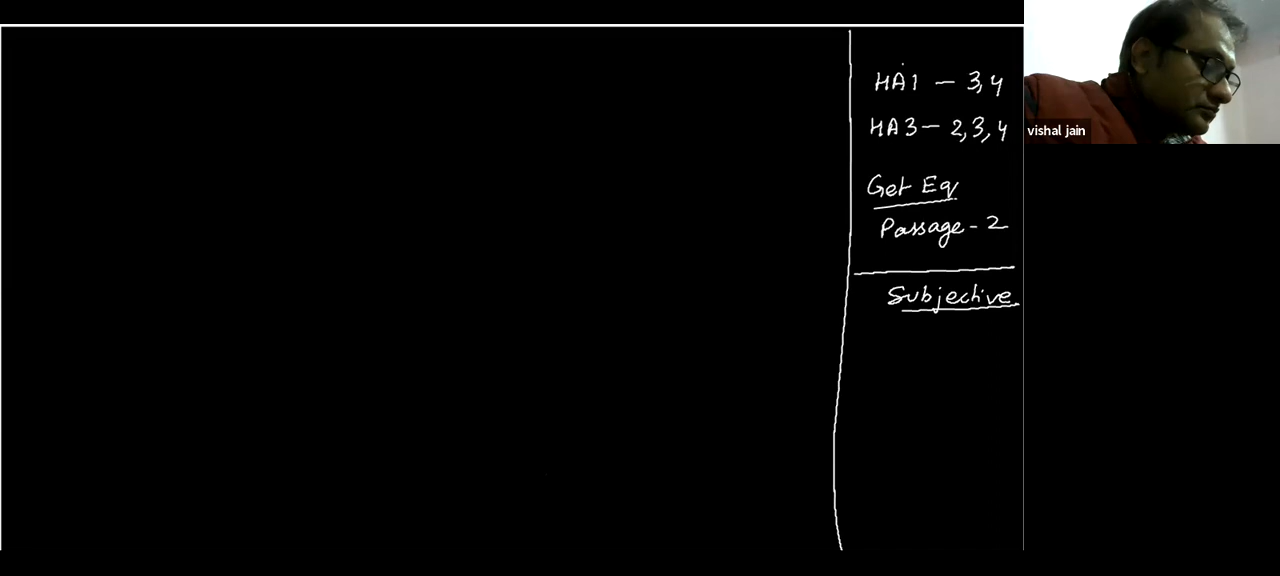 HA1 - 3,4
HA3 - 2,3,4
vishal jain
Get Eq
Passage - 2
Subjective